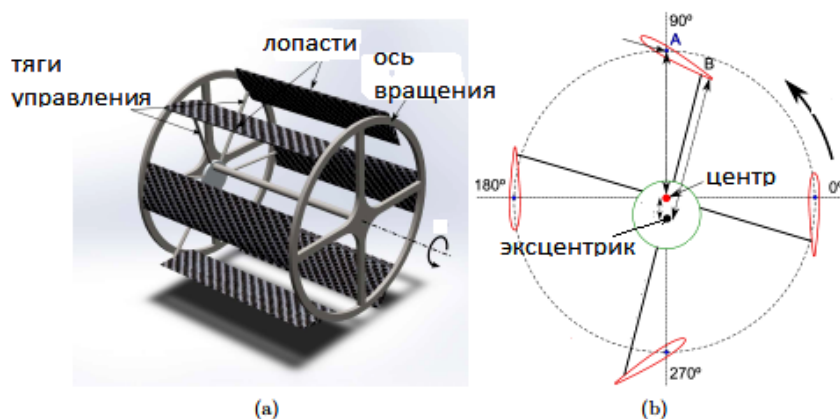 тяги
управления
лопасти
ось
вращения
(a)
90°
A
B
180°
0°
центр
эксцентрик
270°
(b)